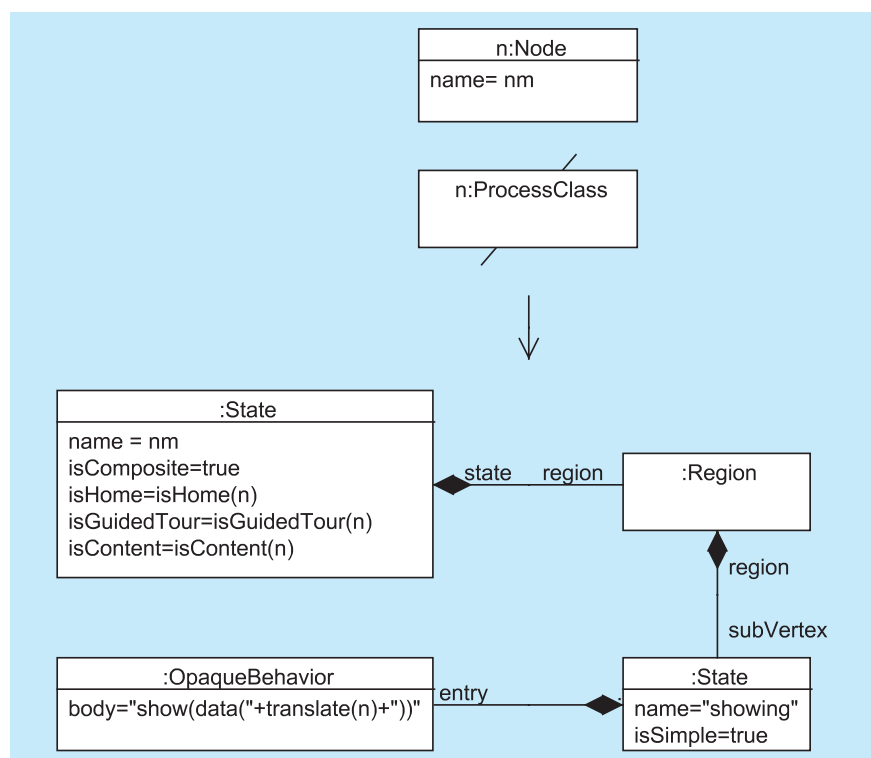 n:Node
name= nm
n:ProcessClass
:State
name = nm
isComposite=true
isHome=isHome(n)
isGuidedTour=isGuidedTour(n)
isContent=isContent(n)
state
region
:Region
region
subVertex
:OpaqueBehavior
body="show(data("+translate(n)+"))"
entry
:State
name="showing"
isSimple=true